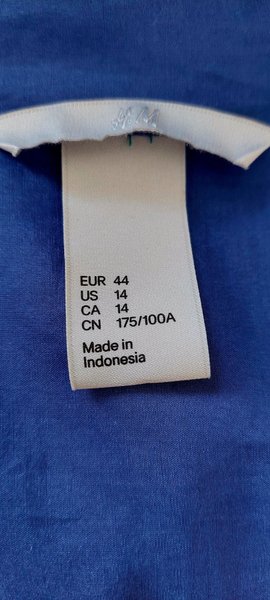 H&M
EUR 44
US 14
CA 14
CN 175/100A
Made in
Indonesia